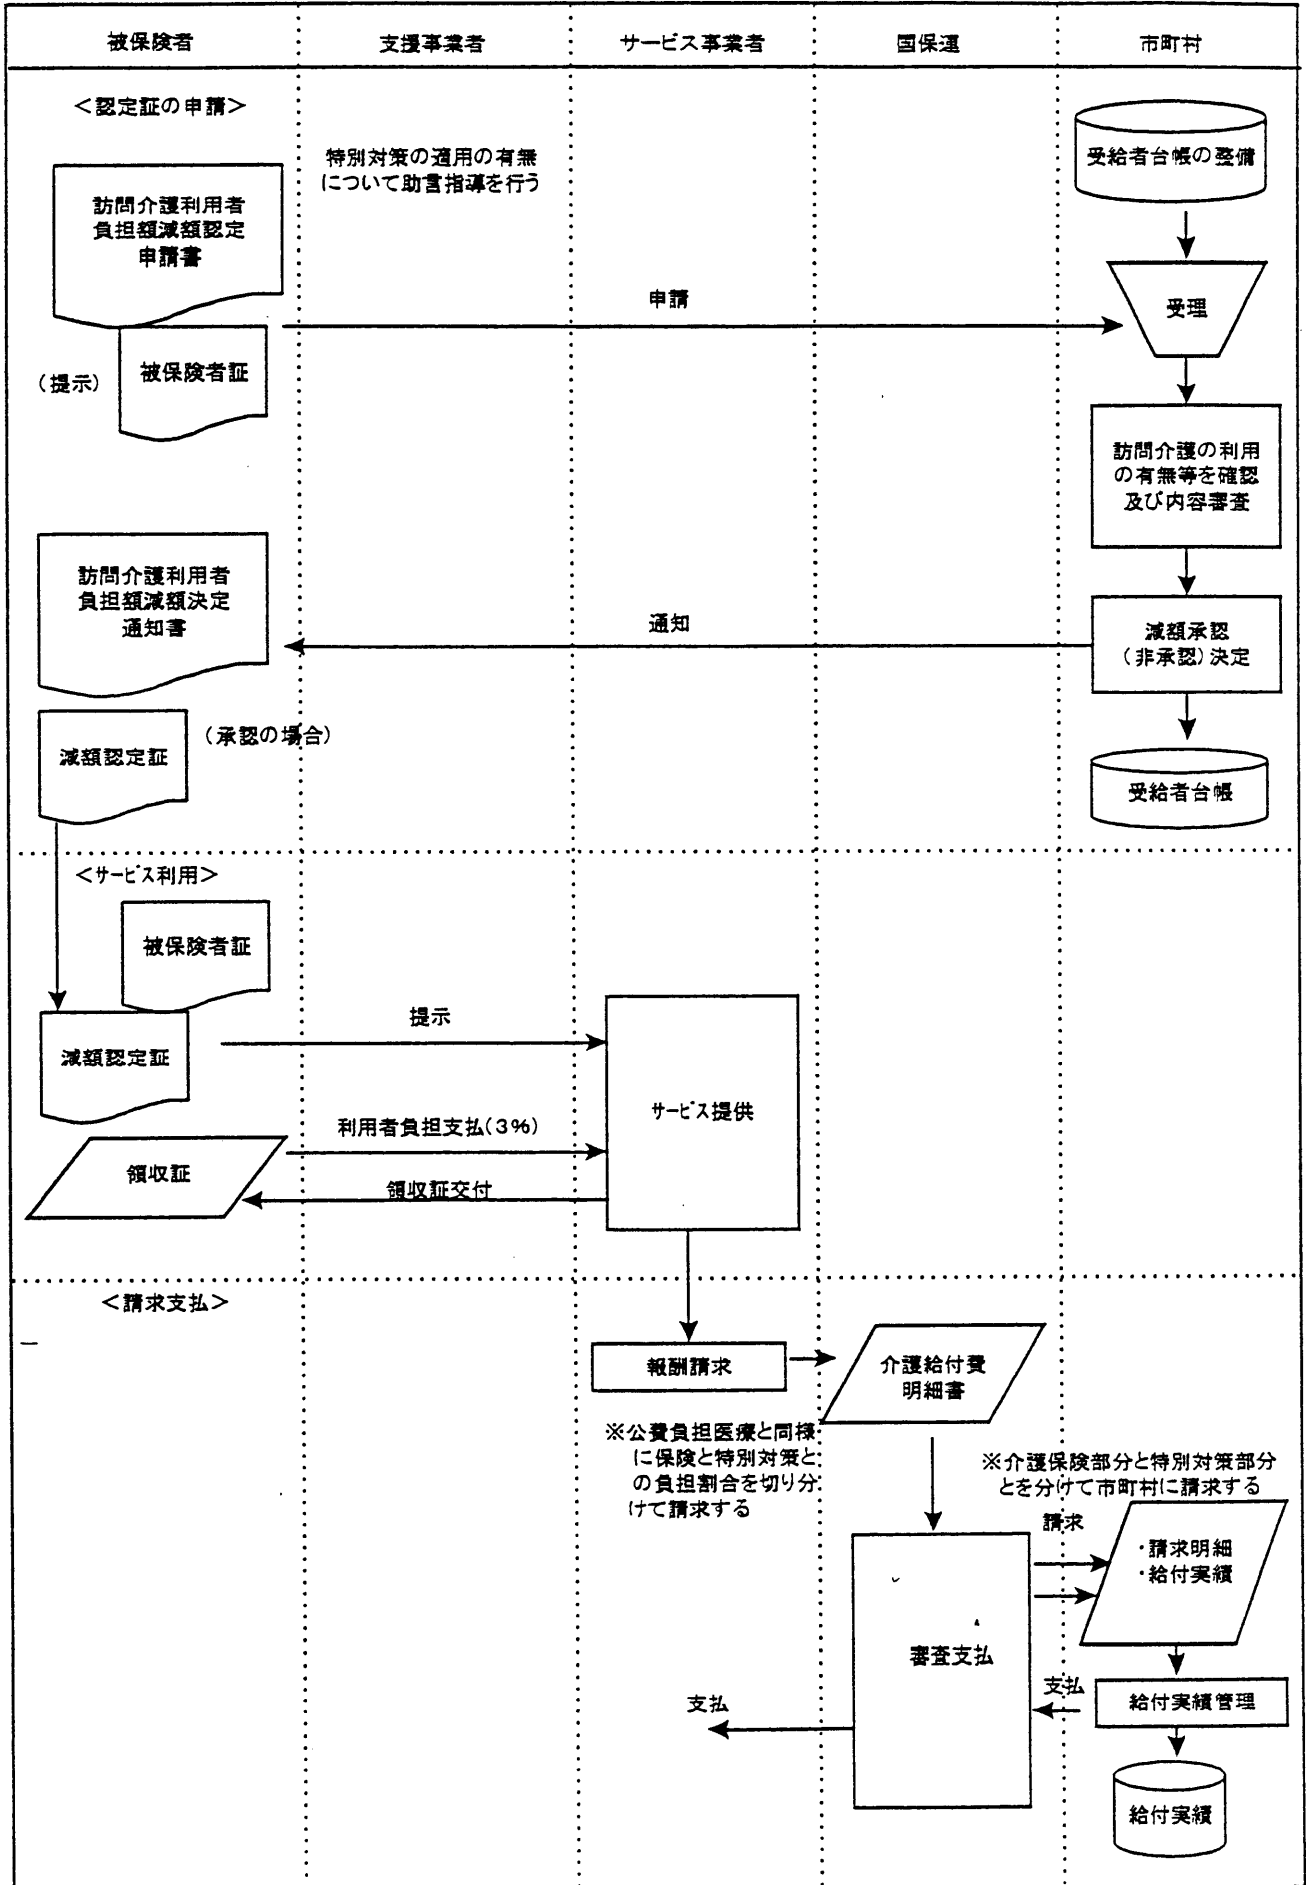 被保険者
支援事業者
サービス事業者
国保連
市町村
＜認定証の申請＞
特別対策の適用の有無
について助言指導を行う
受給者台帳の整備
訪問介護利用者
負担額減額認定
申請書
申請
受理
（提示）
被保険者証
訪問介護の利用
の有無等を確認
及び内容審査
訪問介護利用者
負担額減額決定
通知書
通知
減額承認
（非承認）決定
減額認定証
（承認の場合）
受給者台帳
＜サービス利用＞
被保険者証
提示
減額認定証
サービス提供
利用者負担支払（３％）
領収証
領収証交付
＜請求支払＞
報酬請求
介護給付費
明細書
※公費負担医療と同様
に保険と特別対策と
の負担割合を切り分
けて請求する
※介護保険部分と特別対策部分
とを分けて市町村に請求する
請求
・請求明細
・給付実績
審査支払
支払
給付実績管理
支払
給付実績